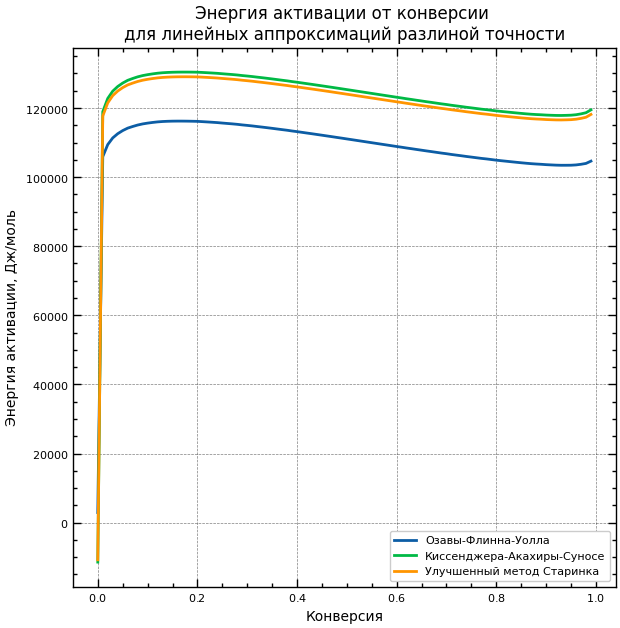 Энергия активации от конверсии
для линейных аппроксимаций разлиной точности
Энергия активации, Дж/моль
120000
100000
80000
60000
40000
20000
0
0.0
0.2
0.4
0.6
0.8
1.0
Конверсия
Озавы-Флинна-Уолла
Киссенджера-Акахиры-Суносе
Улучшенный метод Старинка